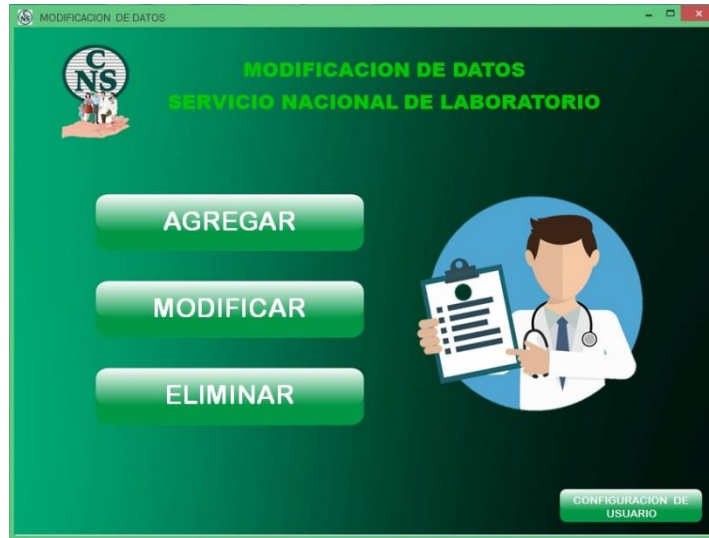 MODIFICACION DE DATOS
CNS
MODIFICACION DE DATOS
SERVICIO NACIONAL DE LABORATORIO
AGREGAR
MODIFICAR
ELIMINAR
CONFIGURACION DE
USUARIO